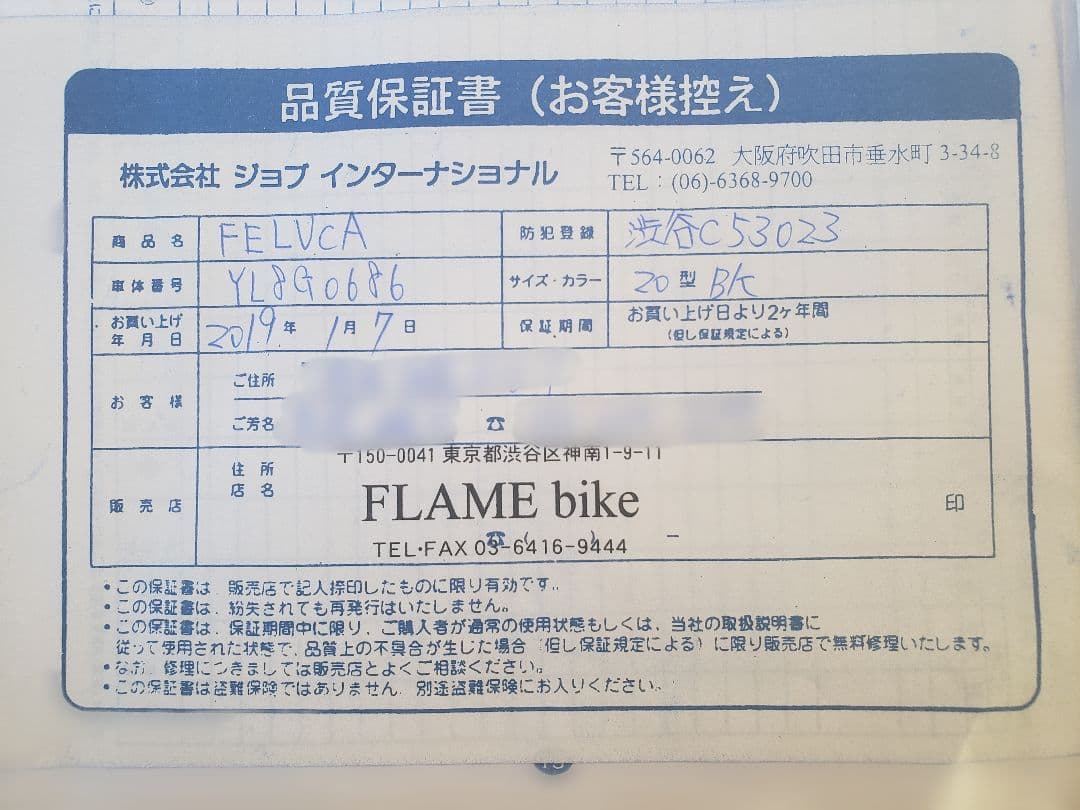 品質保証書（お客様控え）
株式会社 ジョブ インターナショナル
〒564-0062 大阪府吹田市垂水町 3-34-8
TEL：(06)-6368-9700
商品名 FELUCA 防犯登録 渋谷C53023
車体番号 YL8G0686 サイズ・カラー 20型 BK
お買い上げ年月日 2019年 1月 7日 保証期間 お買い上げ日より2ヶ年間
（但し保証規定による）
お客様 ご住所
ご芳名 ☎
〒150-0041 東京都渋谷区神南1-9-11
住所
店名
販売店 FLAME bike 印
☎ ( ) -
TEL・FAX 03-6416-9444
・この保証書は、販売店で記入捺印したものに限り有効です。
・この保証書は、紛失されても再発行はいたしません。
・この保証書は、保証期間中に限り、ご購入者が通常の使用状態もしくは、当社の取扱説明書に
従って使用された状態で、品質上の不具合が生じた場合（但し保証規定による）に限り販売店で無料修理いたします。
・なお、修理につきましては販売店とよくご相談ください。
・この保証書は盗難保険ではありません 別途盗難保険にお入りください。